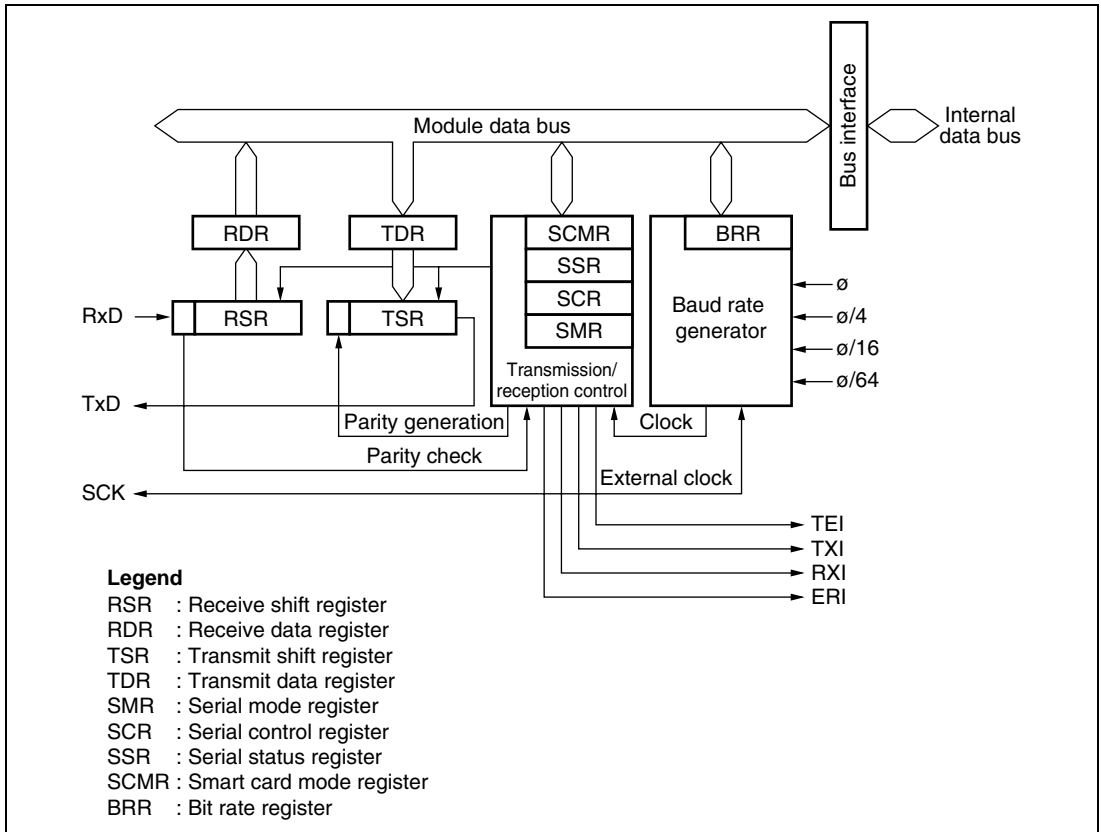 Bus interface
Internal
data bus
Module data bus
RDR
TDR
SCMR
BRR
SSR
SCR
SMR
RxD
RSR
TSR
Baud rate
generator
ø
ø/4
ø/16
ø/64
Transmission/
reception control
TxD
Parity generation
Clock
Parity check
External clock
SCK
TEI
TXI
RXI
ERI
Legend
RSR : Receive shift register
RDR : Receive data register
TSR : Transmit shift register
TDR : Transmit data register
SMR : Serial mode register
SCR : Serial control register
SSR : Serial status register
SCMR : Smart card mode register
BRR : Bit rate register